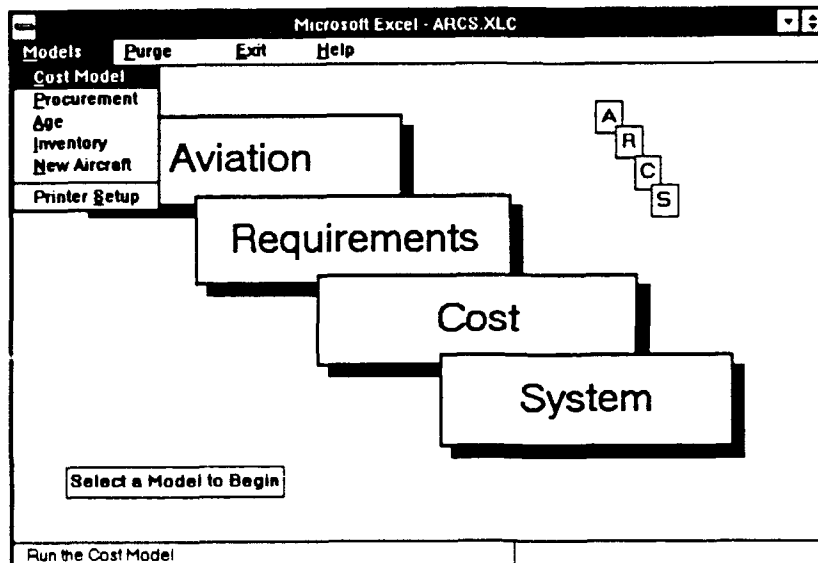 Microsoft Excel - ARCS.XLC
Models Purge Exit Help
Cost Model
Procurement
Age
Inventory
New Aircraft
Printer Setup
Aviation
Requirements
Cost
System
A
R
C
S
Select a Model to Begin
Run the Cost Model